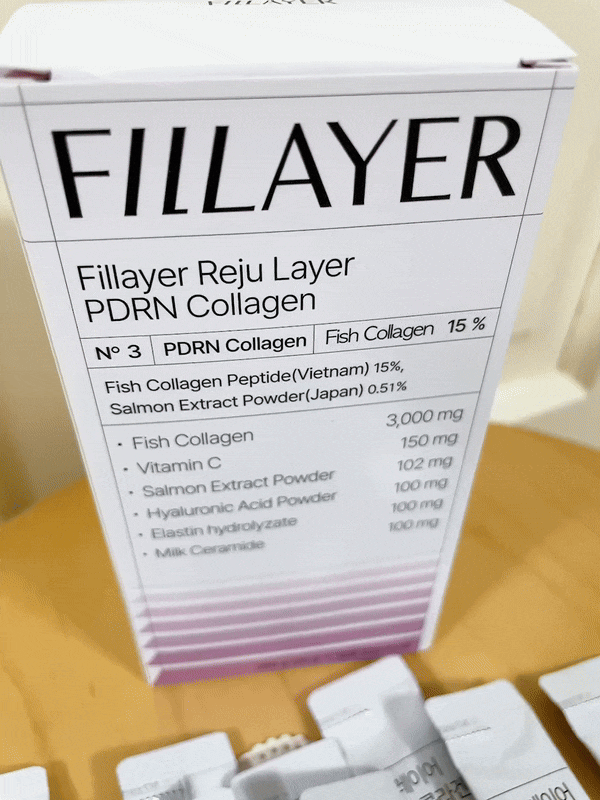 FILLAYER
FILLAYER
Fillayer Reju Layer
PDRN Collagen
Nº 3 PDRN Collagen Fish Collagen 15 %
Fish Collagen Peptide(Vietnam) 15%,
Salmon Extract Powder(Japan) 0.51%
· Fish Collagen 3,000 mg
· Vitamin C 150 mg
· Salmon Extract Powder 102 mg
· Hyaluronic Acid Powder 100 mg
· Elastin hydrolyzate 100 mg
· Milk Ceramide 100 mg